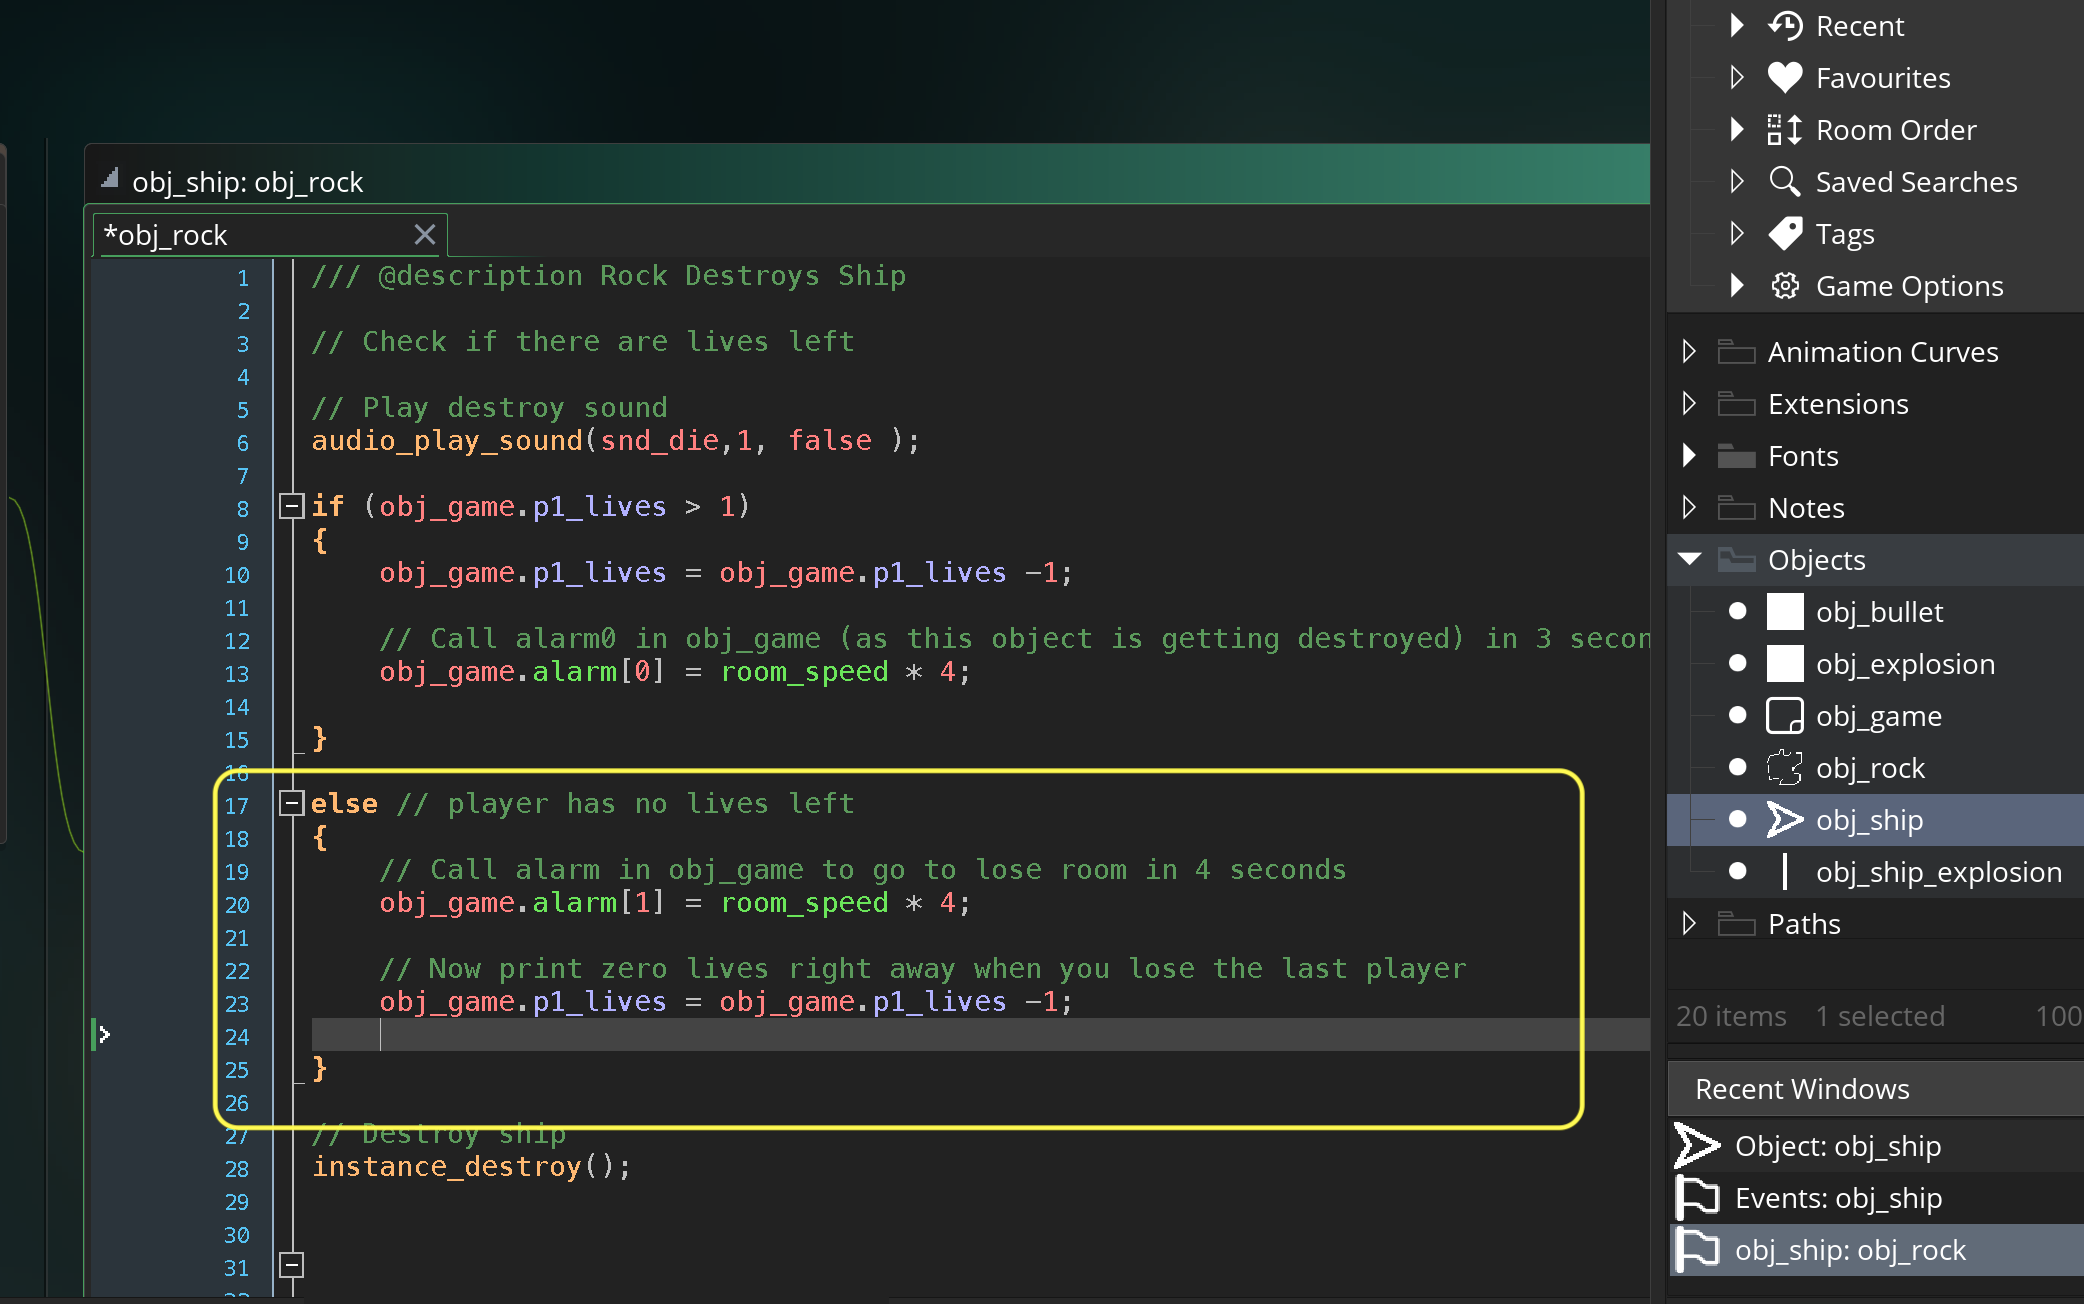 obj_ship: obj_rock
*obj_rock
1 /// @description Rock Destroys Ship
2
3 // Check if there are lives left
4
5 // Play destroy sound
6 audio_play_sound(snd_die,1, false );
7
8 if (obj_game.p1_lives > 1)
9 {
10 obj_game.p1_lives = obj_game.p1_lives -1;
11
12 // Call alarm0 in obj_game (as this object is getting destroyed) in 3 secon
13 obj_game.alarm[0] = room_speed * 4;
14
15 }
16
17 else // player has no lives left
18 {
19 // Call alarm in obj_game to go to lose room in 4 seconds
20 obj_game.alarm[1] = room_speed * 4;
21
22 // Now print zero lives right away when you lose the last player
23 obj_game.p1_lives = obj_game.p1_lives -1;
24
25 }
26
27 // Destroy ship
28 instance_destroy();
29
30
31
Recent
Favourites
Room Order
Saved Searches
Tags
Game Options
Animation Curves
Extensions
Fonts
Notes
Objects
obj_bullet
obj_explosion
obj_game
obj_rock
obj_ship
obj_ship_explosion
Paths
20 items 1 selected 100
Recent Windows
Object: obj_ship
Events: obj_ship
obj_ship: obj_rock